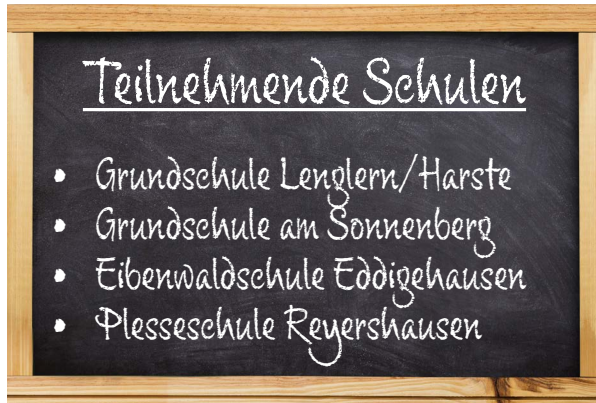 Teilnehmende Schulen
• Grundschule Lenglern/Harste
• Grundschule am Sonnenberg
• Eibenwaldschule Eddigehausen
• Plesseschule Reyershausen